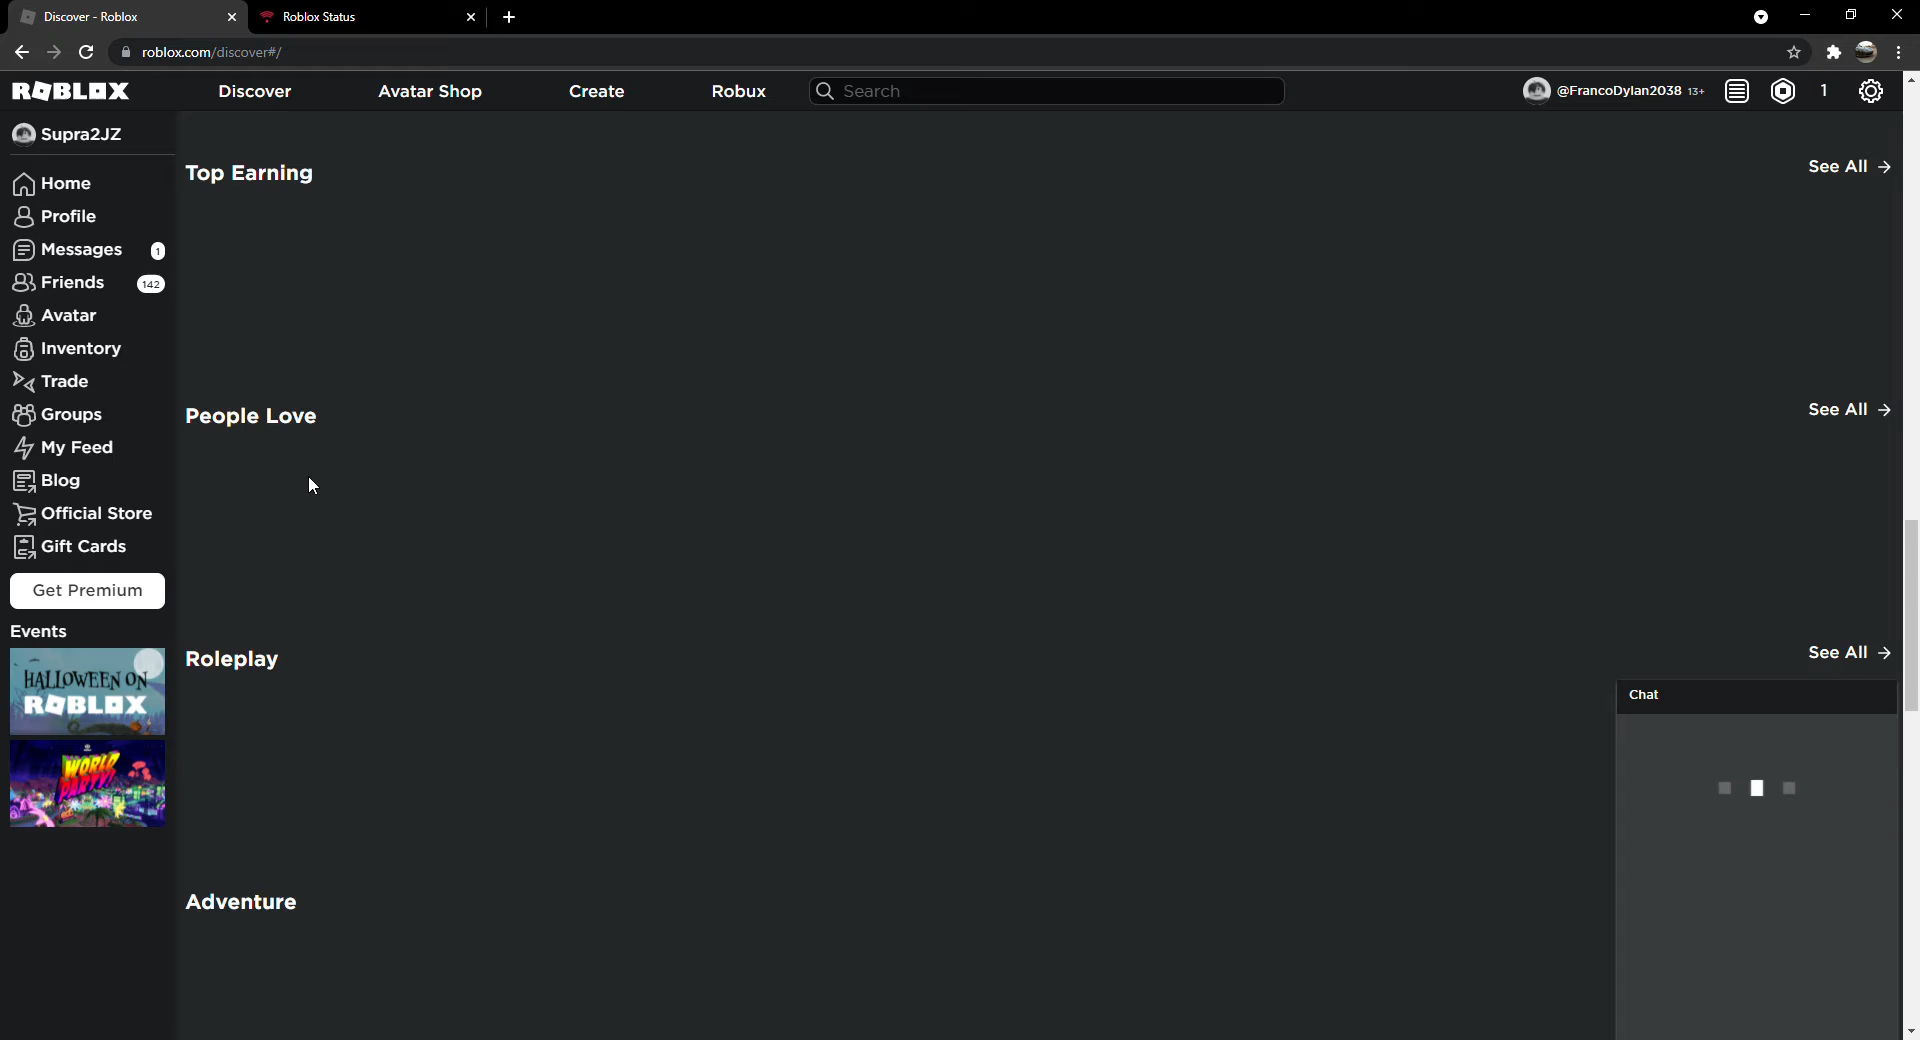 Discover - Roblox
Roblox Status
roblox.com/discover#/
ROBLOX
Discover
Avatar Shop
Create
Robux
Search
@FrancoDylan2038 13+
1
Supra2JZ
Home
Profile
Messages 1
Friends 142
Avatar
Inventory
Trade
Groups
My Feed
Blog
Official Store
Gift Cards
Get Premium
Events
HALLOWEEN ON
ROBLOX
WORLD
PARTY!
Top Earning
See All
People Love
See All
Roleplay
See All
Adventure
Chat